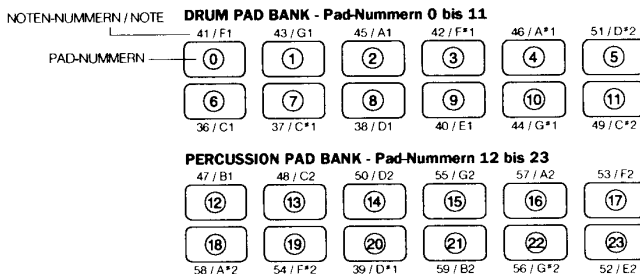 NOTEN-NUMMERN / NOTE
DRUM PAD BANK - Pad-Nummern 0 bis 11
41 / F1 43 / G1 45 / A1 42 / F#1 46 / A#1 51 / D#2
PAD-NUMMERN
0 1 2 3 4 5
6 7 8 9 10 11
36 / C1 37 / C#1 38 / D1 40 / E1 44 / G#1 49 / C#2
PERCUSSION PAD BANK - Pad-Nummern 12 bis 23
47 / B1 48 / C2 50 / D2 55 / G2 57 / A2 53 / F2
12 13 14 15 16 17
18 19 20 21 22 23
58 / A#2 54 / F#2 39 / D#1 59 / B2 56 / G#2 52 / E2